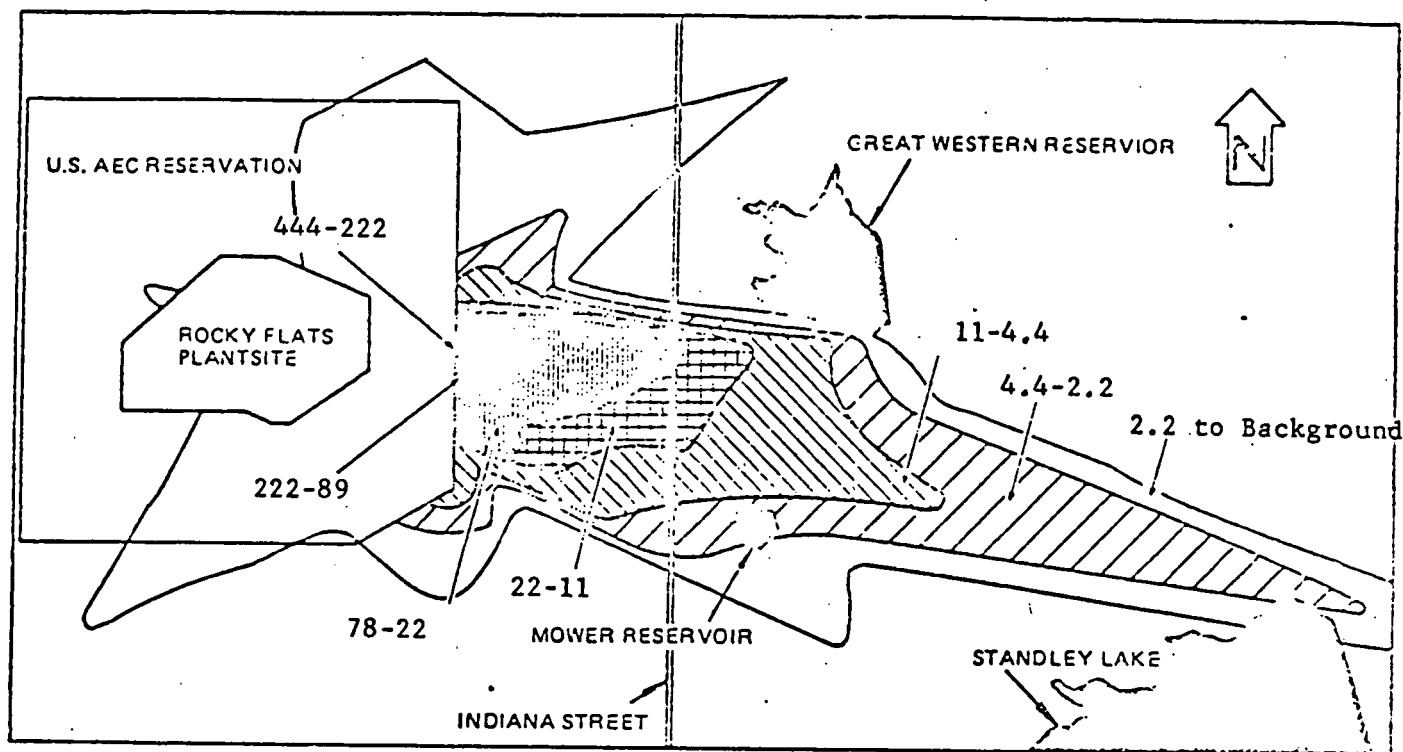 GREAT WESTERN RESERVIOR
N
U.S. AEC RESERVATION
444-222
ROCKY FLATS
PLANTSITE
11-4.4
4.4-2.2
2.2 to Background
222-89
22-11
78-22
MOWER RESERVOIR
STANDLEY LAKE
INDIANA STREET